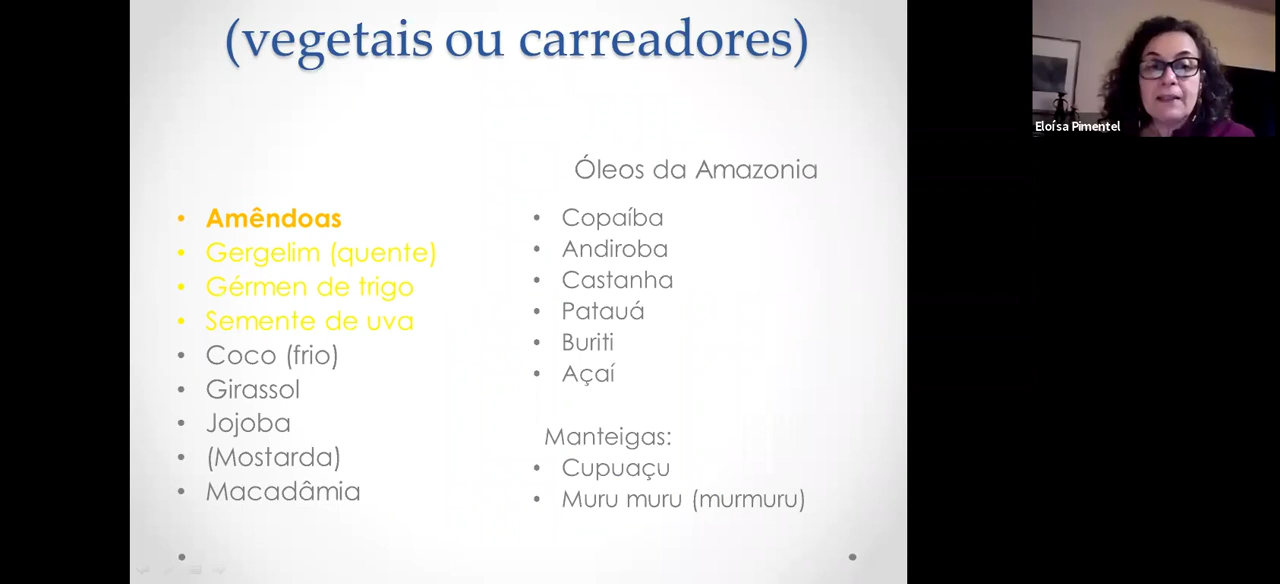 (vegetais ou carreadores)
Eloísa Pimentel
Óleos da Amazonia
• Amêndoas
• Gergelim (quente)
• Gérmen de trigo
• Semente de uva
• Coco (frio)
• Girassol
• Jojoba
• (Mostarda)
• Macadâmia
• Copaíba
• Andiroba
• Castanha
• Patauá
• Buriti
• Açaí
Manteigas:
• Cupuaçu
• Muru muru (murmuru)